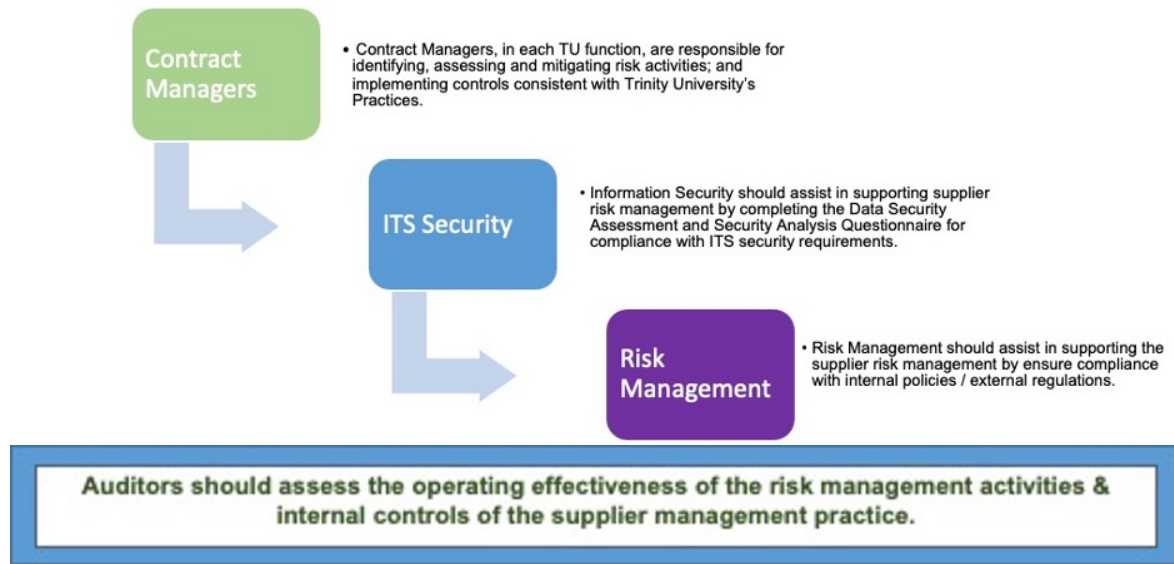 Contract
Managers
• Contract Managers, in each TU function, are responsible for
identifying, assessing and mitigating risk activities; and
implementing controls consistent with Trinity University's
Practices.
ITS Security
• Information Security should assist in supporting supplier
risk management by completing the Data Security
Assessment and Security Analysis Questionnaire for
compliance with ITS security requirements.
Risk
Management
• Risk Management should assist in supporting the
supplier risk management by ensure compliance
with internal policies / external regulations.
Auditors should assess the operating effectiveness of the risk management activities &
internal controls of the supplier management practice.